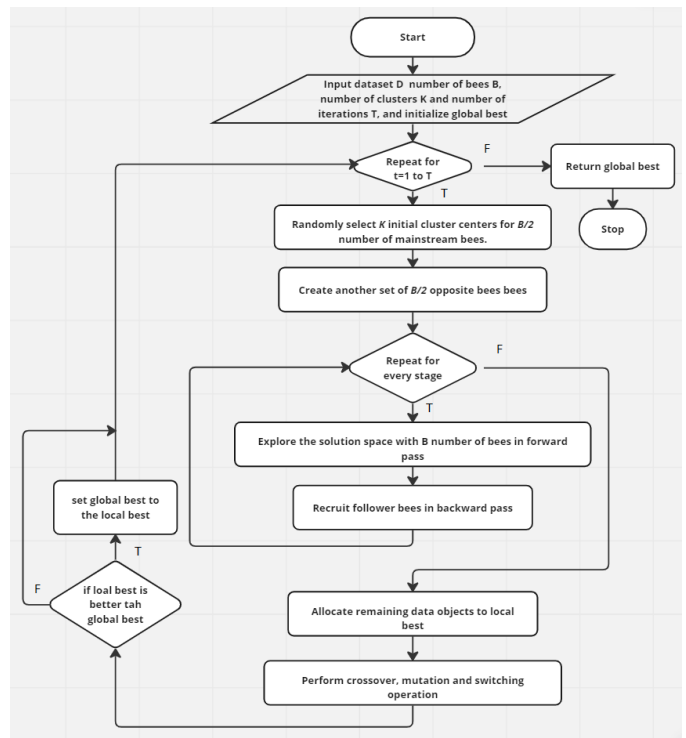 Start
Input dataset D number of bees B,
number of clusters K and number of
iterations T, and initialize global best
F
Repeat for
t=1 to T
Return global best
T
Randomly select K initial cluster centers for B/2
number of mainstream bees.
Stop
Create another set of B/2 opposite bees bees
F
Repeat for
every stage
T
Explore the solution space with B number of bees in forward
pass
set global best to
the local best
Recruit follower bees in backward pass
T
F
if loal best is
better tah
global best
Allocate remaining data objects to local
best
Perform crossover, mutation and switching
operation